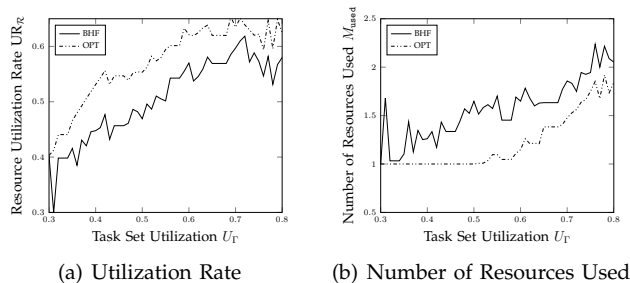 Resource Utilization Rate UR_ℛ
0.6
0.5
0.4
0.3
BHF
OPT
0.3 0.4 0.5 0.6 0.7 0.8
Task Set Utilization U_Γ
(a) Utilization Rate
Number of Resources Used M_used
2.5
2
1.5
1
0.5
BHF
OPT
0.3 0.4 0.5 0.6 0.7 0.8
Task Set Utilization U_Γ
(b) Number of Resources Used